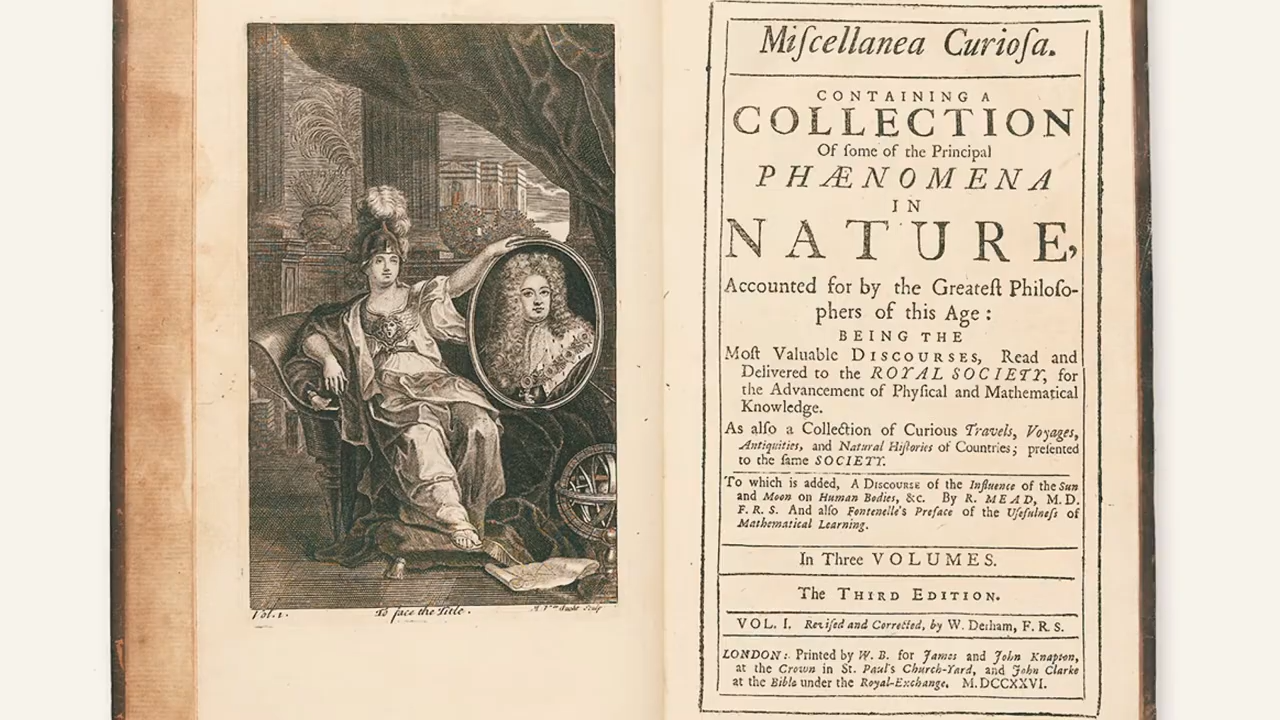 Vol. 1.
To face the Title.
Miſcellanea Curioſa.
CONTAINING A
COLLECTION
Of ſome of the Principal
PHÆNOMENA
IN
NATURE,
Accounted for by the Greateſt Philoſo-
phers of this Age:
BEING THE
Moſt Valuable DISCOURSES, Read and
Delivered to the ROYAL SOCIETY, for
the Advancement of Phyſical and Mathematical
Knowledge.
As alſo a Collection of Curious Travels, Voyages,
Antiquities, and Natural Hiſtories of Countries; preſented
to the ſame SOCIETY.
To which is added, A DISCOURSE of the Influence of the Sun
and Moon on Human Bodies, &c. By R. MEAD, M. D.
F. R. S. And alſo Fontenelle's Preface of the Uſefulneſs of
Mathematical Learning.
In Three VOLUMES.
The THIRD EDITION.
VOL. I. Reviſed and Corrected, by W. Derham, F. R. S.
LONDON: Printed by W. B. for James and John Knapton,
at the Crown in St. Paul's Church-Yard, and John Clarke
at the Bible under the Royal-Exchange. M.DCCXXVI.